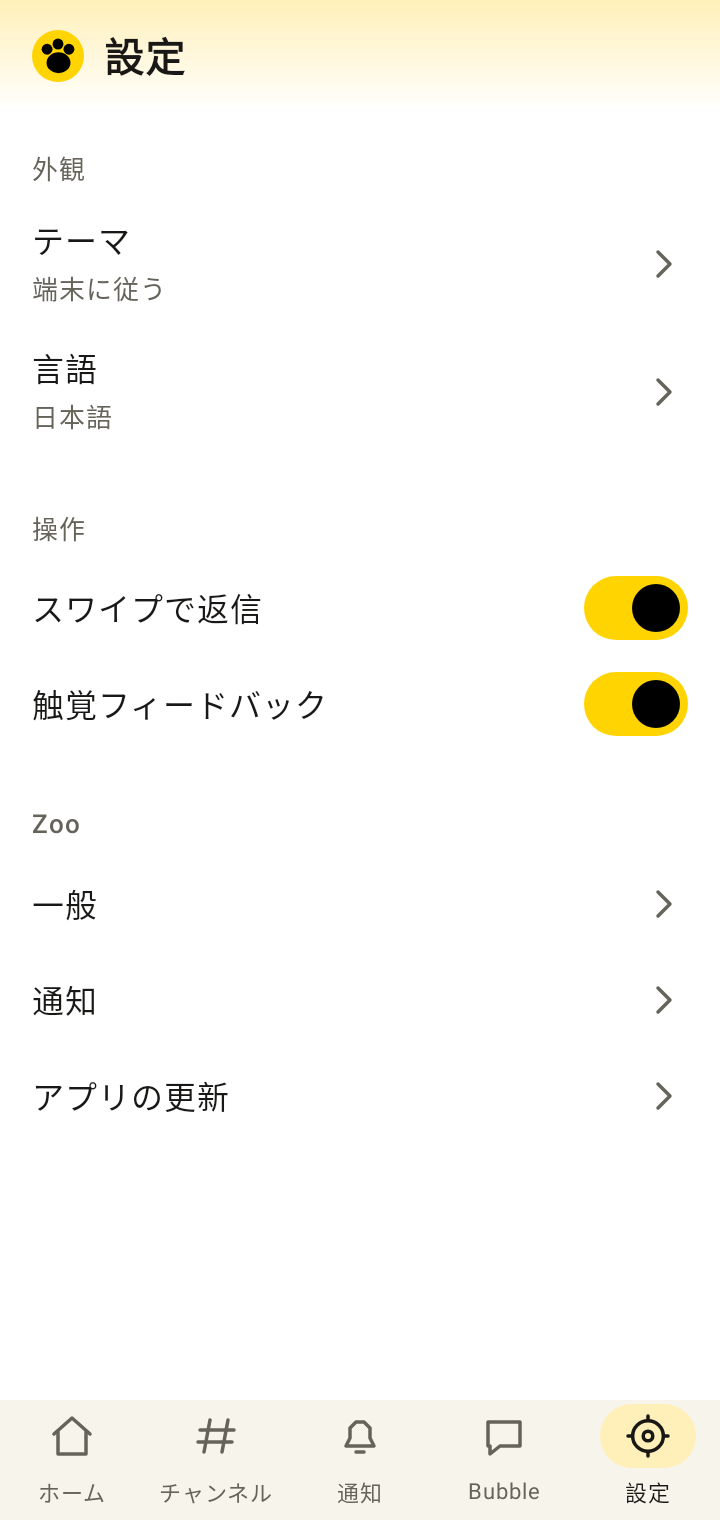 設定
外観
テーマ
端末に従う
言語
日本語
操作
スワイプで返信
触覚フィードバック
Zoo
一般
通知
アプリの更新
ホーム
チャンネル
通知
Bubble
設定